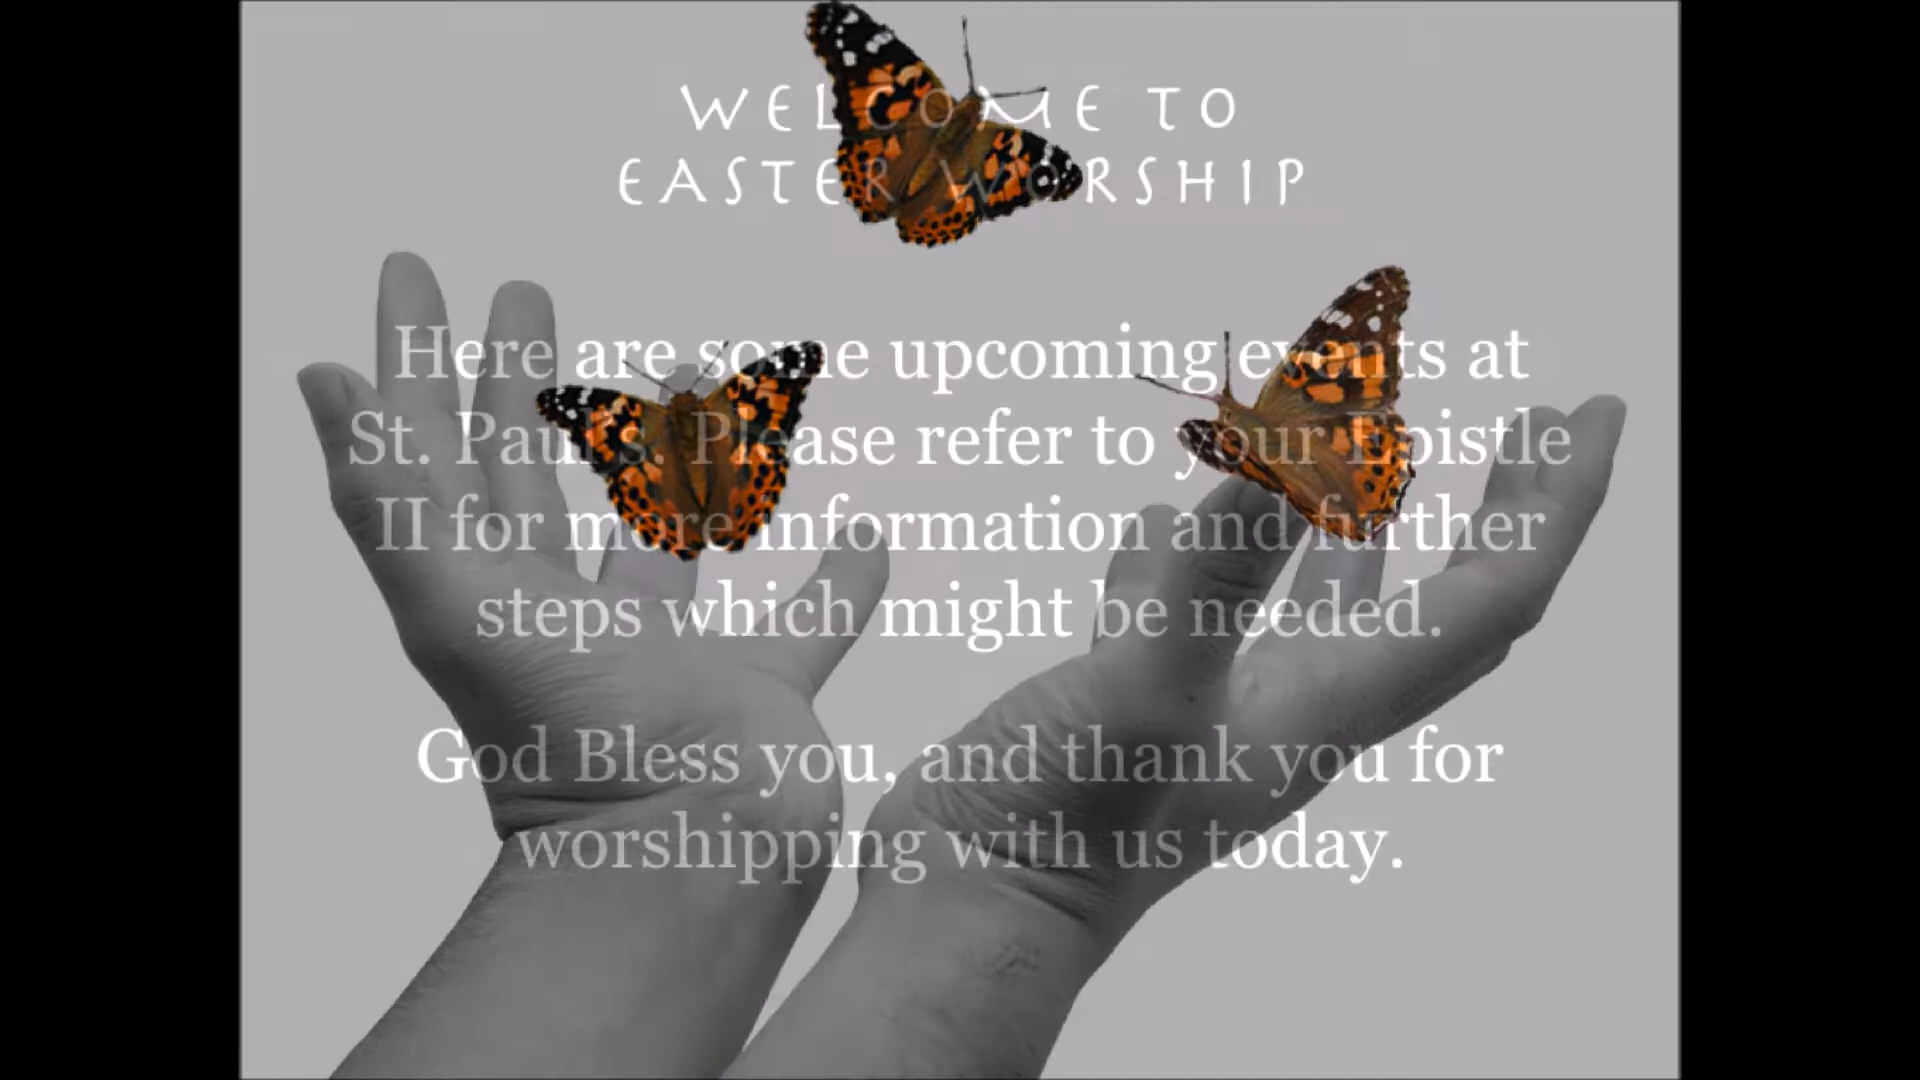 WELCOME TO
EASTER WORSHIP
Here are some upcoming events at
St. Paul's. Please refer to your Epistle
II for more information and further
steps which might be needed.
God Bless you, and thank you for
worshipping with us today.